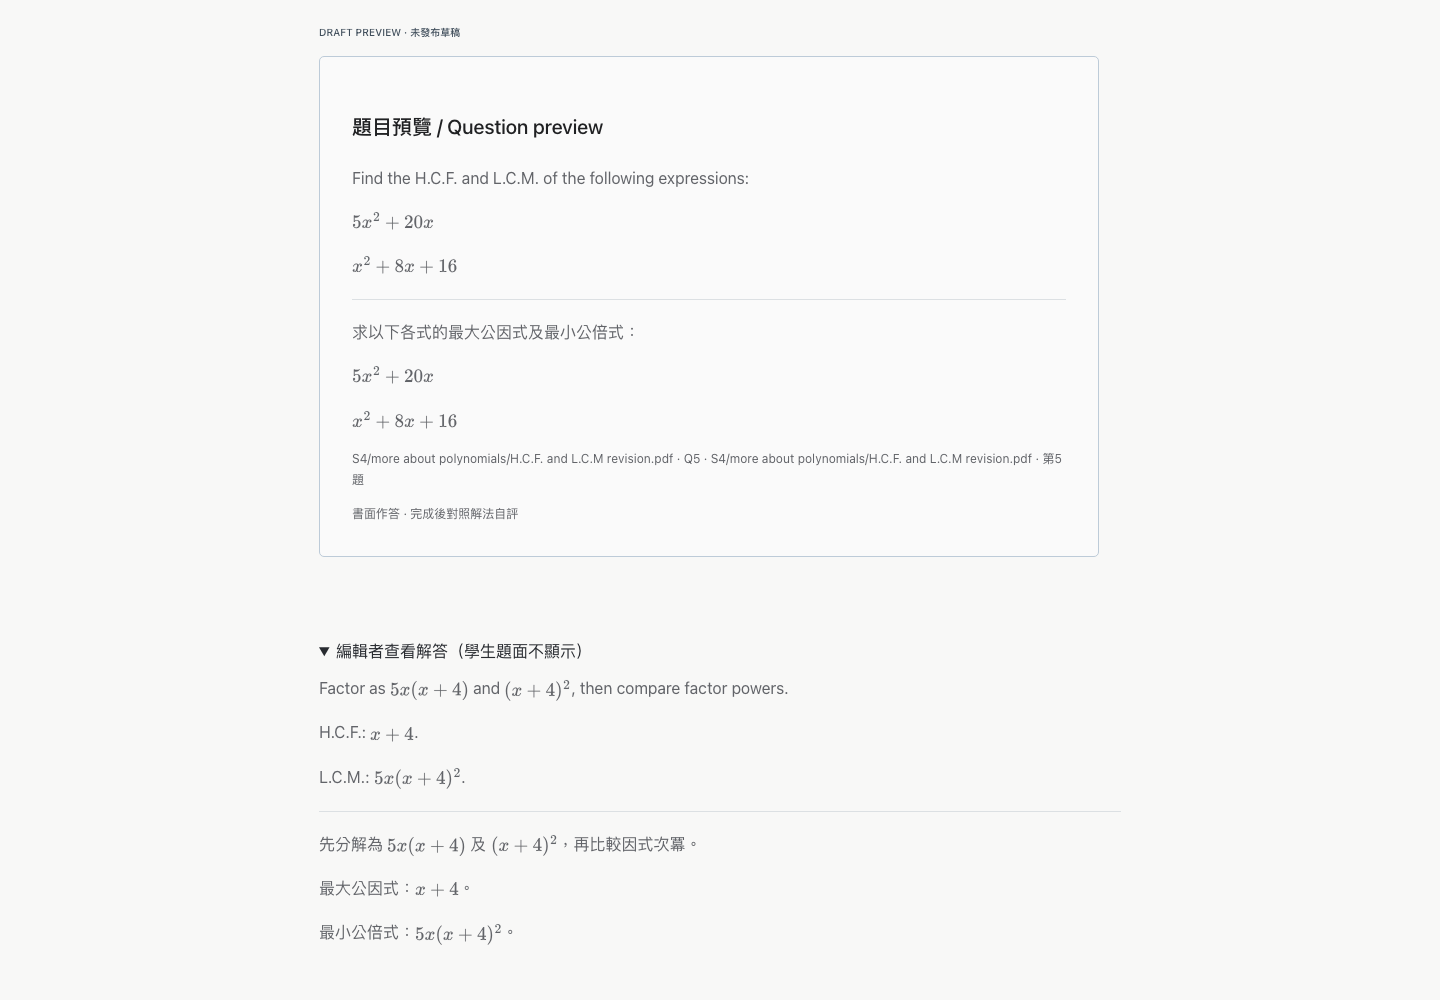 DRAFT PREVIEW · 未發布草稿
題目預覽 / Question preview
Find the H.C.F. and L.C.M. of the following expressions:
5x² + 20x
x² + 8x + 16
求以下各式的最大公因式及最小公倍式：
5x² + 20x
x² + 8x + 16
S4/more about polynomials/H.C.F. and L.C.M revision.pdf · Q5 · S4/more about polynomials/H.C.F. and L.C.M revision.pdf · 第5
題
書面作答 · 完成後對照解法自評
▼ 編輯者查看解答（學生題面不顯示）
Factor as 5x(x + 4) and (x + 4)², then compare factor powers.
H.C.F.: x + 4.
L.C.M.: 5x(x + 4)².
先分解為 5x(x + 4) 及 (x + 4)²，再比較因式次冪。
最大公因式：x + 4。
最小公倍式：5x(x + 4)²。